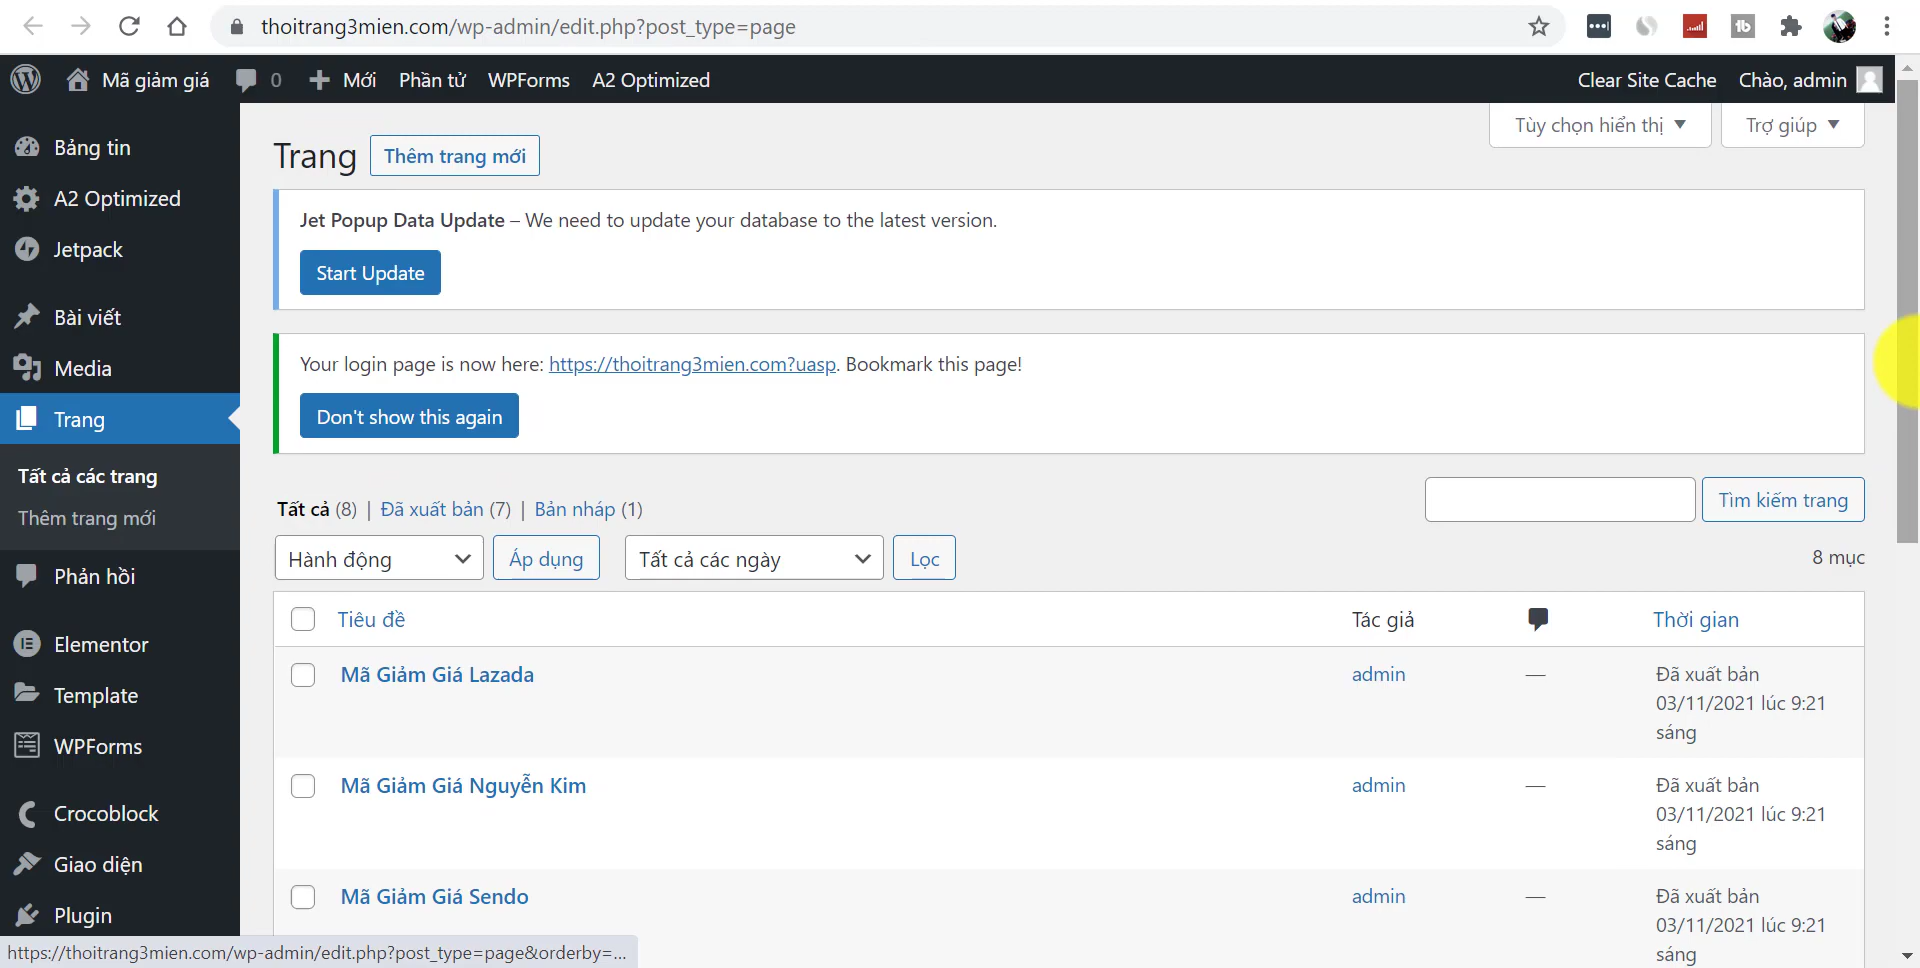 thoitrang3mien.com/wp-admin/edit.php?post_type=page
Mã giảm giá 0 Mới Phần tử WPForms A2 Optimized Clear Site Cache Chào, admin
Bảng tin
A2 Optimized
Jetpack
Bài viết
Media
Trang
Tất cả các trang
Thêm trang mới
Phản hồi
Elementor
Template
WPForms
Crocoblock
Giao diện
Plugin
Tùy chọn hiển thị Trợ giúp
Trang Thêm trang mới
Jet Popup Data Update – We need to update your database to the latest version.
Start Update
Your login page is now here: https://thoitrang3mien.com?uasp. Bookmark this page!
Don't show this again
Tất cả (8) | Đã xuất bản (7) | Bản nháp (1)
Tìm kiếm trang
Hành động Áp dụng Tất cả các ngày Lọc 8 mục
Tiêu đề Tác giả Thời gian
Mã Giảm Giá Lazada admin — Đã xuất bản
03/11/2021 lúc 9:21
sáng
Mã Giảm Giá Nguyễn Kim admin — Đã xuất bản
03/11/2021 lúc 9:21
sáng
Mã Giảm Giá Sendo admin — Đã xuất bản
03/11/2021 lúc 9:21
sáng
https://thoitrang3mien.com/wp-admin/edit.php?post_type=page&orderby=...